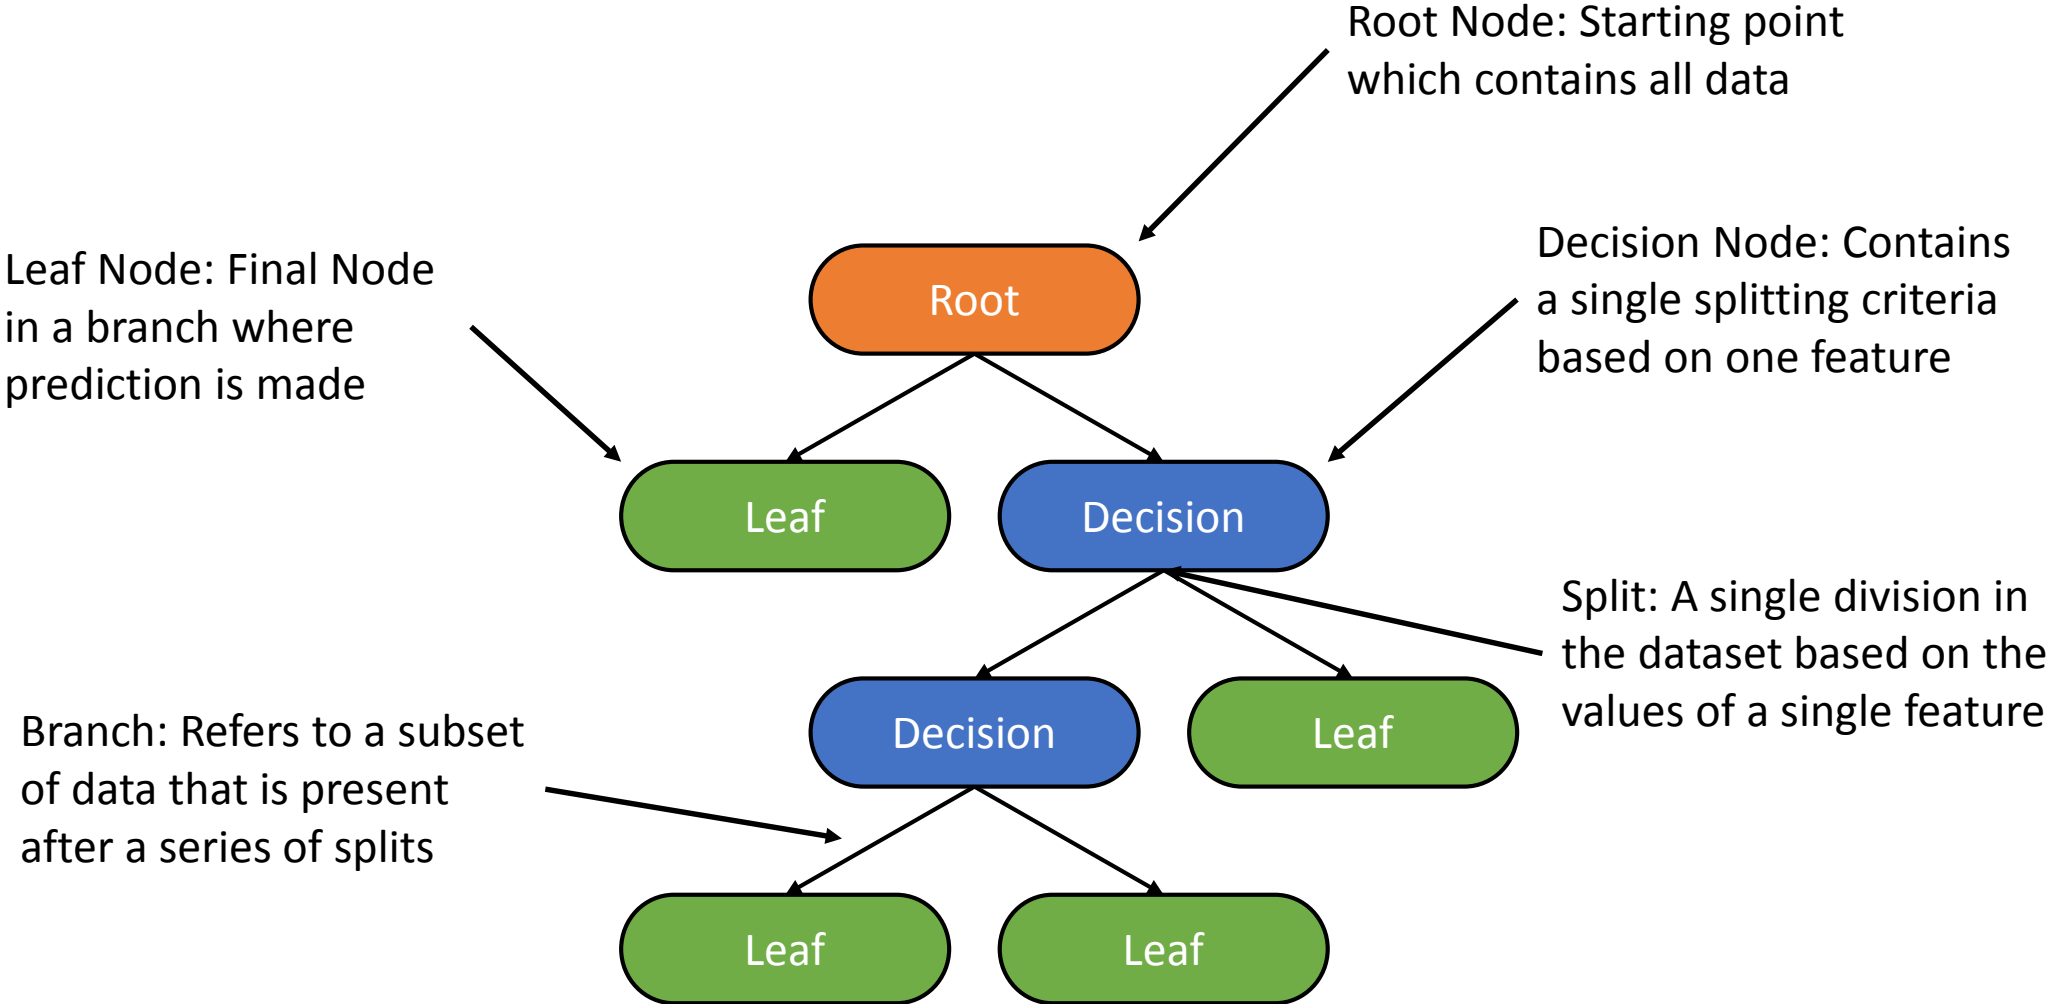 Root Node: Starting point
which contains all data
Decision Node: Contains
a single splitting criteria
based on one feature
Leaf Node: Final Node
in a branch where
prediction is made
Root
Leaf
Decision
Split: A single division in
the dataset based on the
values of a single feature
Decision
Leaf
Branch: Refers to a subset
of data that is present
after a series of splits
Leaf
Leaf